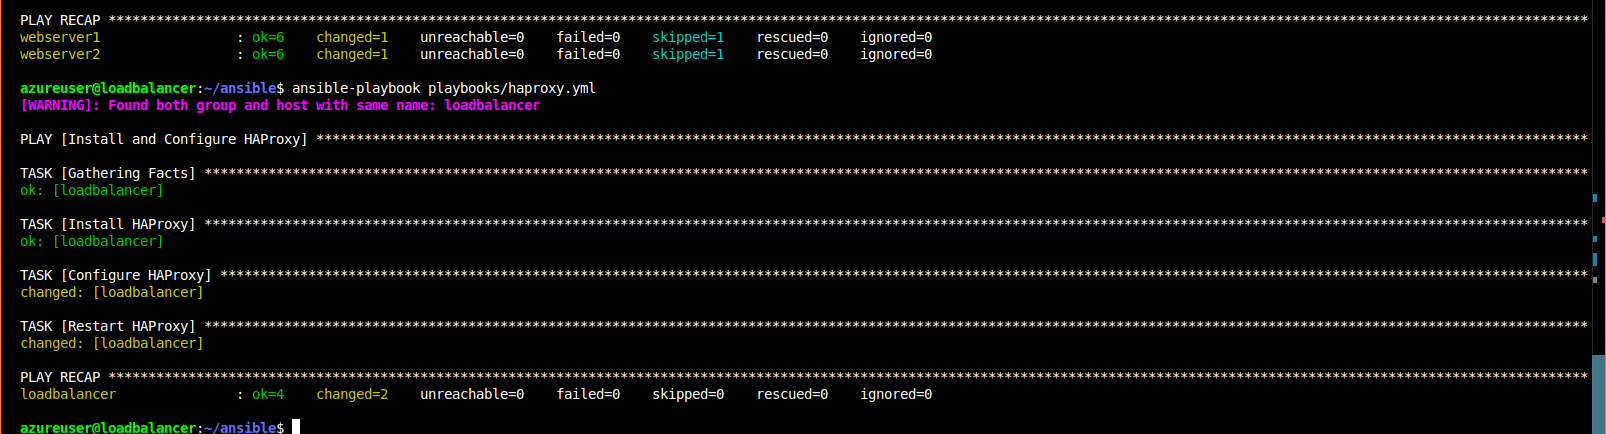 PLAY RECAP *****************************************************************************************************************************************************************************************
webserver1 : ok=6 changed=1 unreachable=0 failed=0 skipped=1 rescued=0 ignored=0
webserver2 : ok=6 changed=1 unreachable=0 failed=0 skipped=1 rescued=0 ignored=0
azureuser@loadbalancer:~/ansible$ ansible-playbook playbooks/haproxy.yml
[WARNING]: Found both group and host with same name: loadbalancer
PLAY [Install and Configure HAProxy] ***************************************************************************************************************************************************************
TASK [Gathering Facts] *****************************************************************************************************************************************************************************
ok: [loadbalancer]
TASK [Install HAProxy] *****************************************************************************************************************************************************************************
ok: [loadbalancer]
TASK [Configure HAProxy] ***************************************************************************************************************************************************************************
changed: [loadbalancer]
TASK [Restart HAProxy] *****************************************************************************************************************************************************************************
changed: [loadbalancer]
PLAY RECAP *****************************************************************************************************************************************************************************************
loadbalancer : ok=4 changed=2 unreachable=0 failed=0 skipped=0 rescued=0 ignored=0
azureuser@loadbalancer:~/ansible$